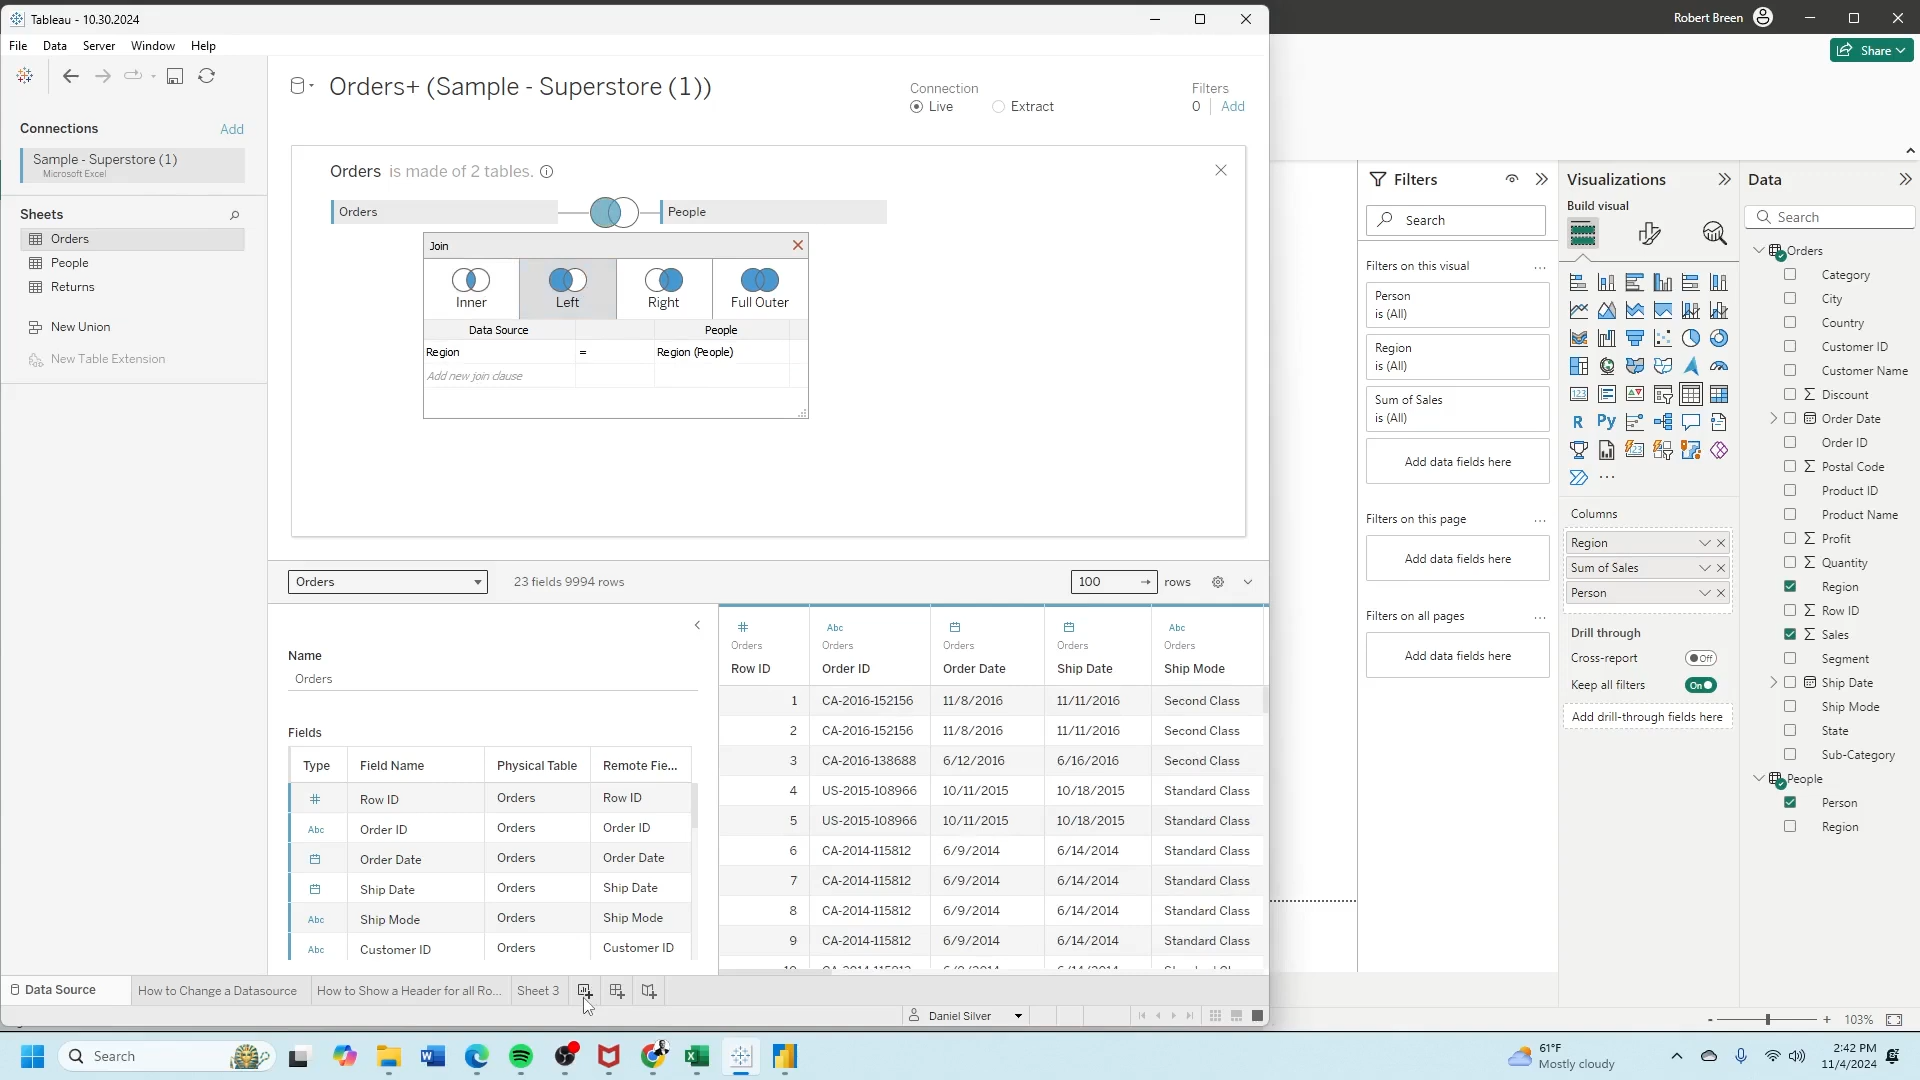 Tableau - 10.30.2024
Robert Breen
File Data Server Window Help
Share
Orders+ (Sample - Superstore (1))
Connection
Live Extract
Filters
0 Add
Connections Add
Sample - Superstore (1)
Microsoft Excel
Sheets
Orders
People
Returns
New Union
New Table Extension
Orders is made of 2 tables.
Orders People
Join
Inner Left Right Full Outer
Data Source People
Region = Region (People)
Add new join clause
Orders 23 fields 9994 rows 100 → rows
Name
Orders
Fields
Type Field Name Physical Table Remote Fie...
# Row ID Orders Row ID
Abc Order ID Orders Order ID
Order Date Orders Order Date
Ship Date Orders Ship Date
Abc Ship Mode Orders Ship Mode
Abc Customer ID Orders Customer ID
# Abc Abc
Orders Orders Orders Orders Orders
Row ID Order ID Order Date Ship Date Ship Mode
1 CA-2016-152156 11/8/2016 11/11/2016 Second Class
2 CA-2016-152156 11/8/2016 11/11/2016 Second Class
3 CA-2016-138688 6/12/2016 6/16/2016 Second Class
4 US-2015-108966 10/11/2015 10/18/2015 Standard Class
5 US-2015-108966 10/11/2015 10/18/2015 Standard Class
6 CA-2014-115812 6/9/2014 6/14/2014 Standard Class
7 CA-2014-115812 6/9/2014 6/14/2014 Standard Class
8 CA-2014-115812 6/9/2014 6/14/2014 Standard Class
9 CA-2014-115812 6/9/2014 6/14/2014 Standard Class
Data Source How to Change a Datasource How to Show a Header for all Ro... Sheet 3
Daniel Silver
Filters
Search
Filters on this visual ...
Person
is (All)
Region
is (All)
Sum of Sales
is (All)
Add data fields here
Filters on this page ...
Add data fields here
Filters on all pages ...
Add data fields here
Visualizations
Build visual
123
R Py
...
Columns
Region
Sum of Sales
Person
Drill through
Cross-report Off
Keep all filters On
Add drill-through fields here
Data
Search
Orders
Category
City
Country
Customer ID
Customer Name
Σ Discount
Order Date
Order ID
Σ Postal Code
Product ID
Product Name
Σ Profit
Σ Quantity
Region
Σ Row ID
Σ Sales
Segment
Ship Date
Ship Mode
State
Sub-Category
People
Person
Region
- + 103%
Search
61°F
Mostly cloudy
2:42 PM
11/4/2024